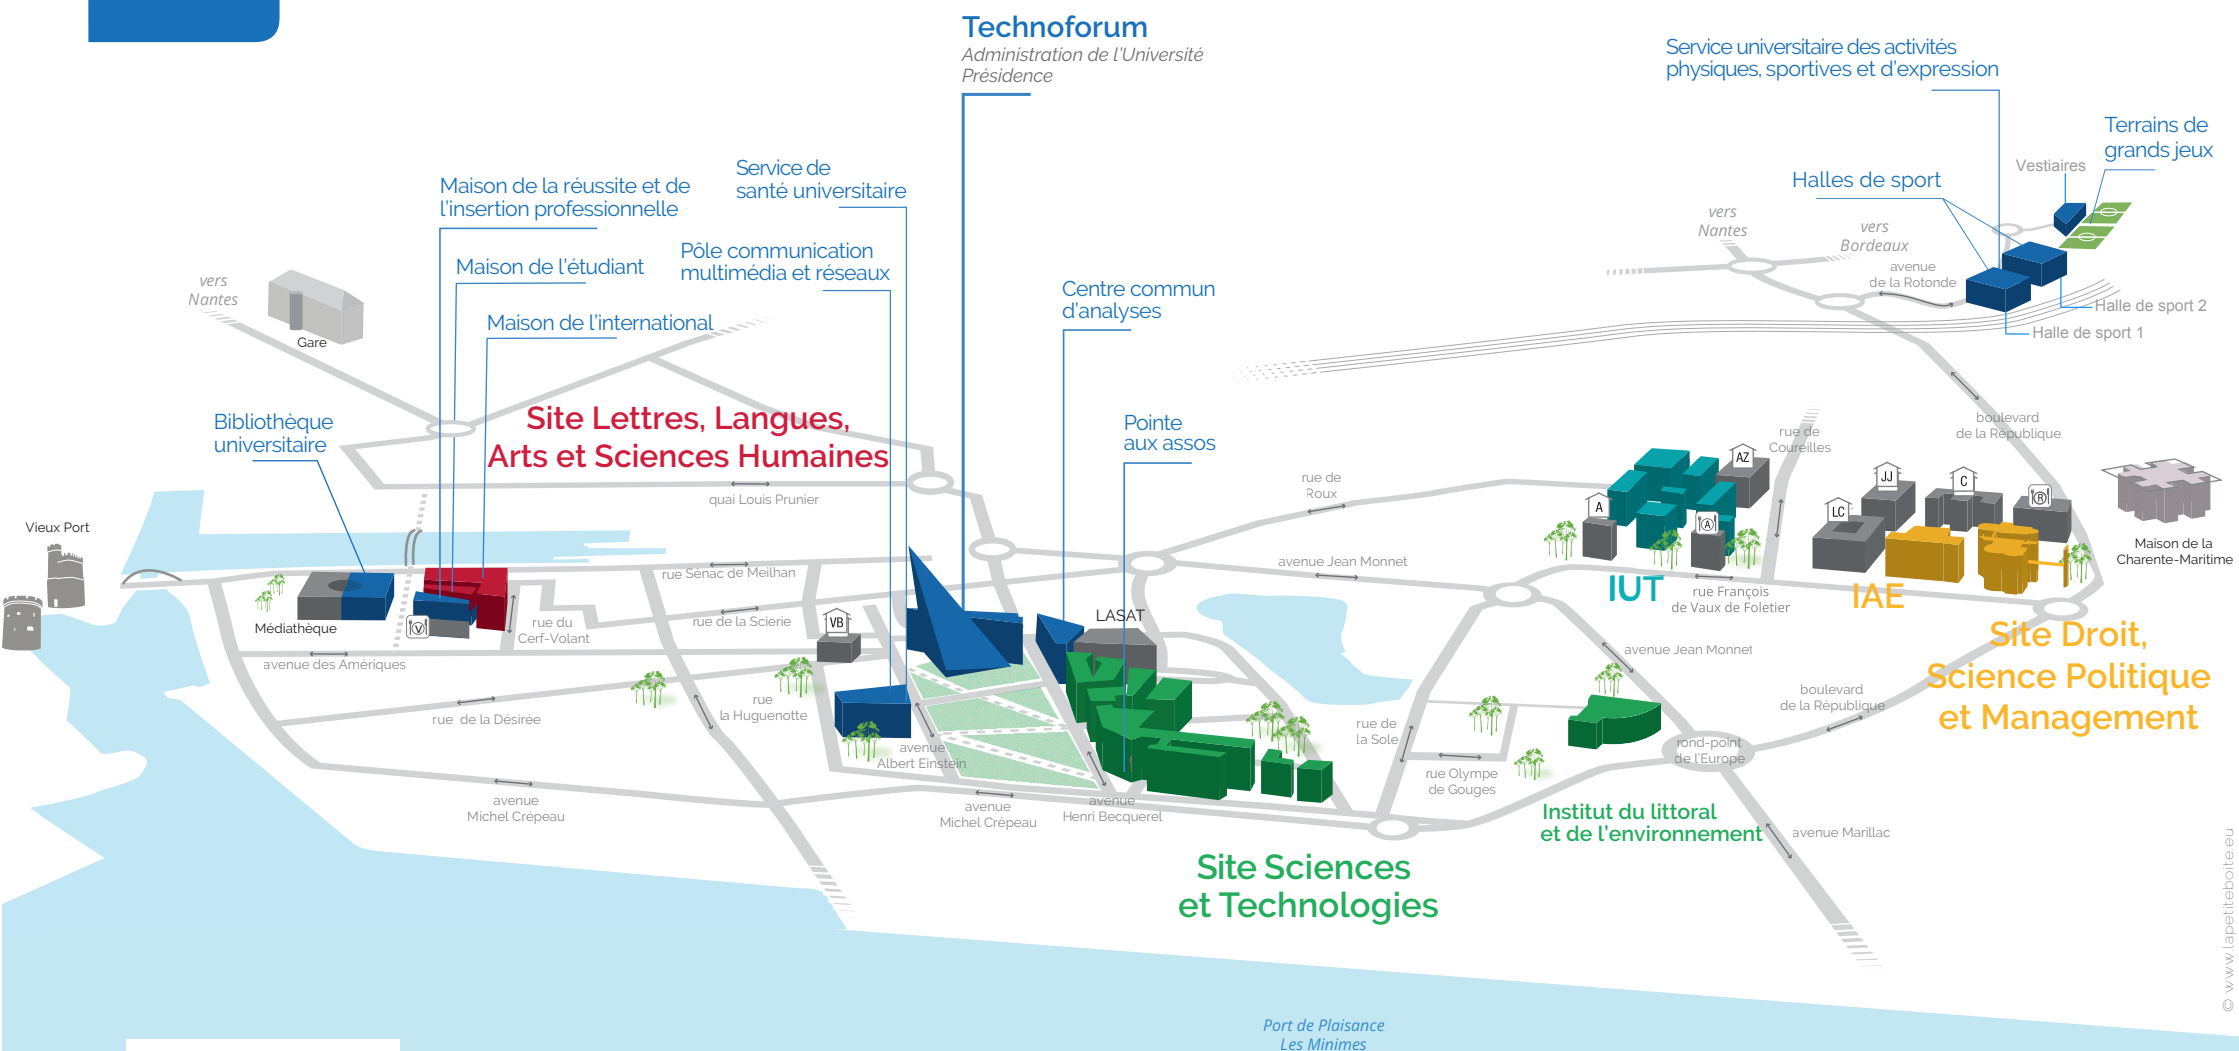 Technoforum
Administration de l'Université
Présidence
Service universitaire des activités
physiques, sportives et d'expression
Terrains de
grands jeux
Vestiaires
Halles de sport
Service de
santé universitaire
Maison de la réussite et de
l'insertion professionnelle
Pôle communication
multimédia et réseaux
Maison de l'étudiant
Maison de l'international
Centre commun
d'analyses
vers
Nantes
Gare
vers
Nantes
vers
Bordeaux
avenue
de la Rotonde
Halle de sport 2
Halle de sport 1
Bibliothèque
universitaire
Site Lettres, Langues,
Arts et Sciences Humaines
Pointe
aux assos
quai Louis Prunier
rue de
Roux
rue de
Coureilles
boulevard
de la République
AZ
A
A
JJ
C
R
LC
Vieux Port
Maison de la
Charente-Maritime
avenue Jean Monnet
rue Sénac de Meilhan
IUT
rue François
de Vaux de Foletier
IAE
Médiathèque
V
rue du
Cerf-Volant
rue de la Scierie
VB
LASAT
Site Droit,
Science Politique
et Management
avenue des Amériques
avenue Jean Monnet
rue de la Désirée
rue
la Huguenotte
boulevard
de la République
rue de
la Sole
avenue
Albert Einstein
rond-point
de l'Europe
rue Olympe
de Gouges
avenue
Michel Crépeau
avenue
Michel Crépeau
avenue
Henri Becquerel
Institut du littoral
et de l'environnement
avenue Marillac
Site Sciences
et Technologies
Port de Plaisance
Les Minimes
© www.lapetiteboite.eu